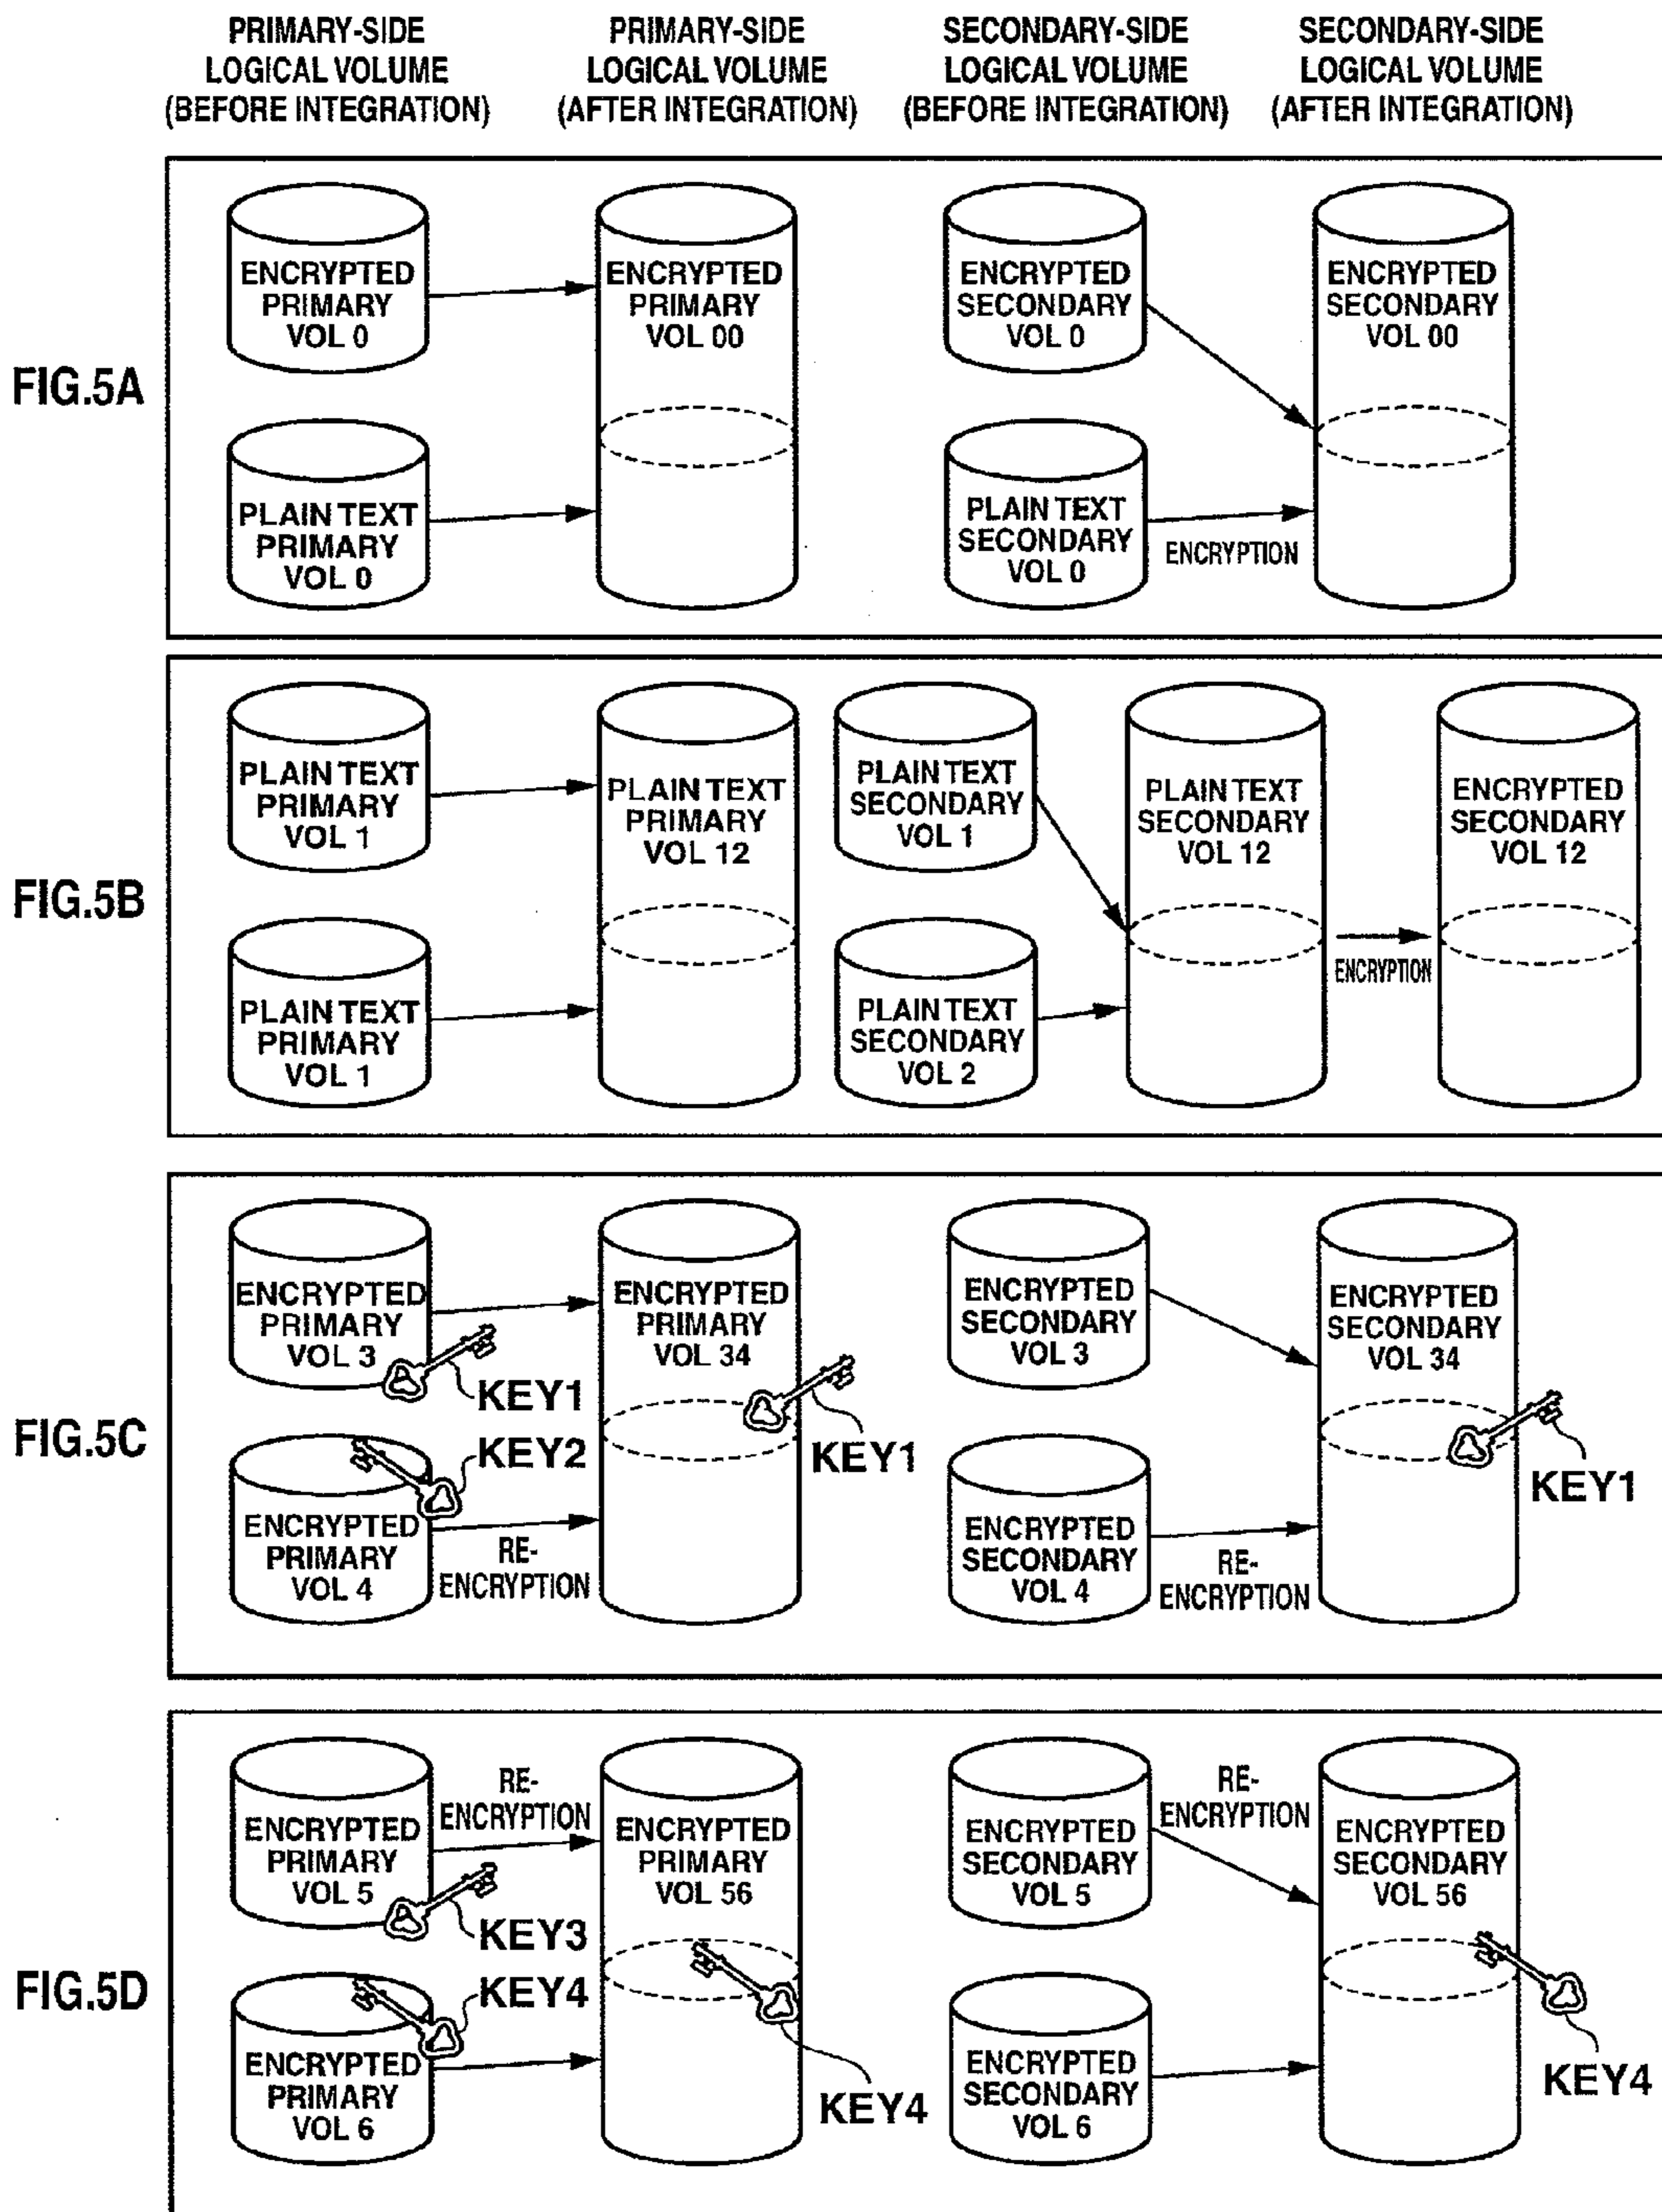 PRIMARY-SIDE
LOGICAL VOLUME
(BEFORE INTEGRATION)
PRIMARY-SIDE
LOGICAL VOLUME
(AFTER INTEGRATION)
SECONDARY-SIDE
LOGICAL VOLUME
(BEFORE INTEGRATION)
SECONDARY-SIDE
LOGICAL VOLUME
(AFTER INTEGRATION)
FIG.5A
ENCRYPTED
PRIMARY
VOL 0
PLAIN TEXT
PRIMARY
VOL 0
ENCRYPTED
PRIMARY
VOL 00
ENCRYPTED
SECONDARY
VOL 0
PLAIN TEXT
SECONDARY
VOL 0
ENCRYPTION
ENCRYPTED
SECONDARY
VOL 00
FIG.5B
PLAIN TEXT
PRIMARY
VOL 1
PLAIN TEXT
PRIMARY
VOL 1
PLAIN TEXT
PRIMARY
VOL 12
PLAIN TEXT
SECONDARY
VOL 1
PLAIN TEXT
SECONDARY
VOL 2
PLAIN TEXT
SECONDARY
VOL 12
ENCRYPTION
ENCRYPTED
SECONDARY
VOL 12
FIG.5C
ENCRYPTED
PRIMARY
VOL 3
KEY1
KEY2
ENCRYPTED
PRIMARY
VOL 4
RE-
ENCRYPTION
ENCRYPTED
PRIMARY
VOL 34
KEY1
ENCRYPTED
SECONDARY
VOL 3
ENCRYPTED
SECONDARY
VOL 4
RE-
ENCRYPTION
ENCRYPTED
SECONDARY
VOL 34
KEY1
FIG.5D
ENCRYPTED
PRIMARY
VOL 5
RE-
ENCRYPTION
KEY3
KEY4
ENCRYPTED
PRIMARY
VOL 6
ENCRYPTED
PRIMARY
VOL 56
KEY4
ENCRYPTED
SECONDARY
VOL 5
RE-
ENCRYPTION
ENCRYPTED
SECONDARY
VOL 6
ENCRYPTED
SECONDARY
VOL 56
KEY4